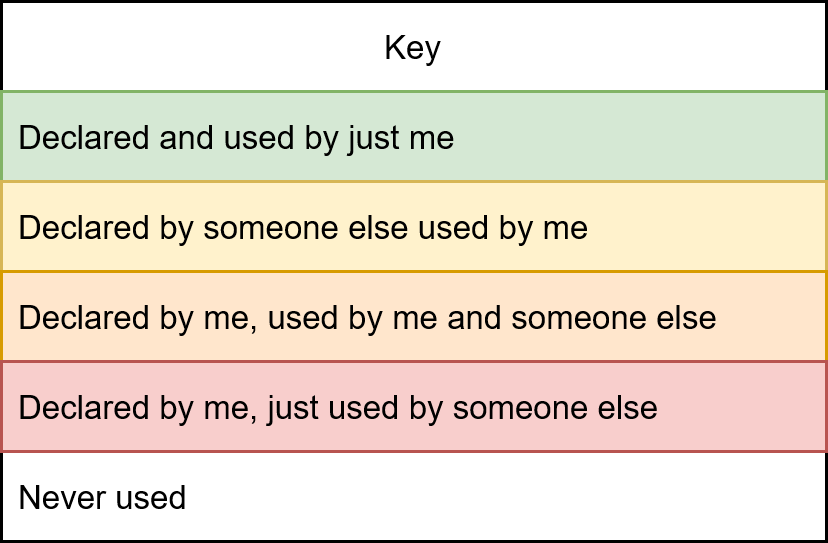 Key
Declared and used by just me
Declared by someone else used by me
Declared by me, used by me and someone else
Declared by me, just used by someone else
Never used